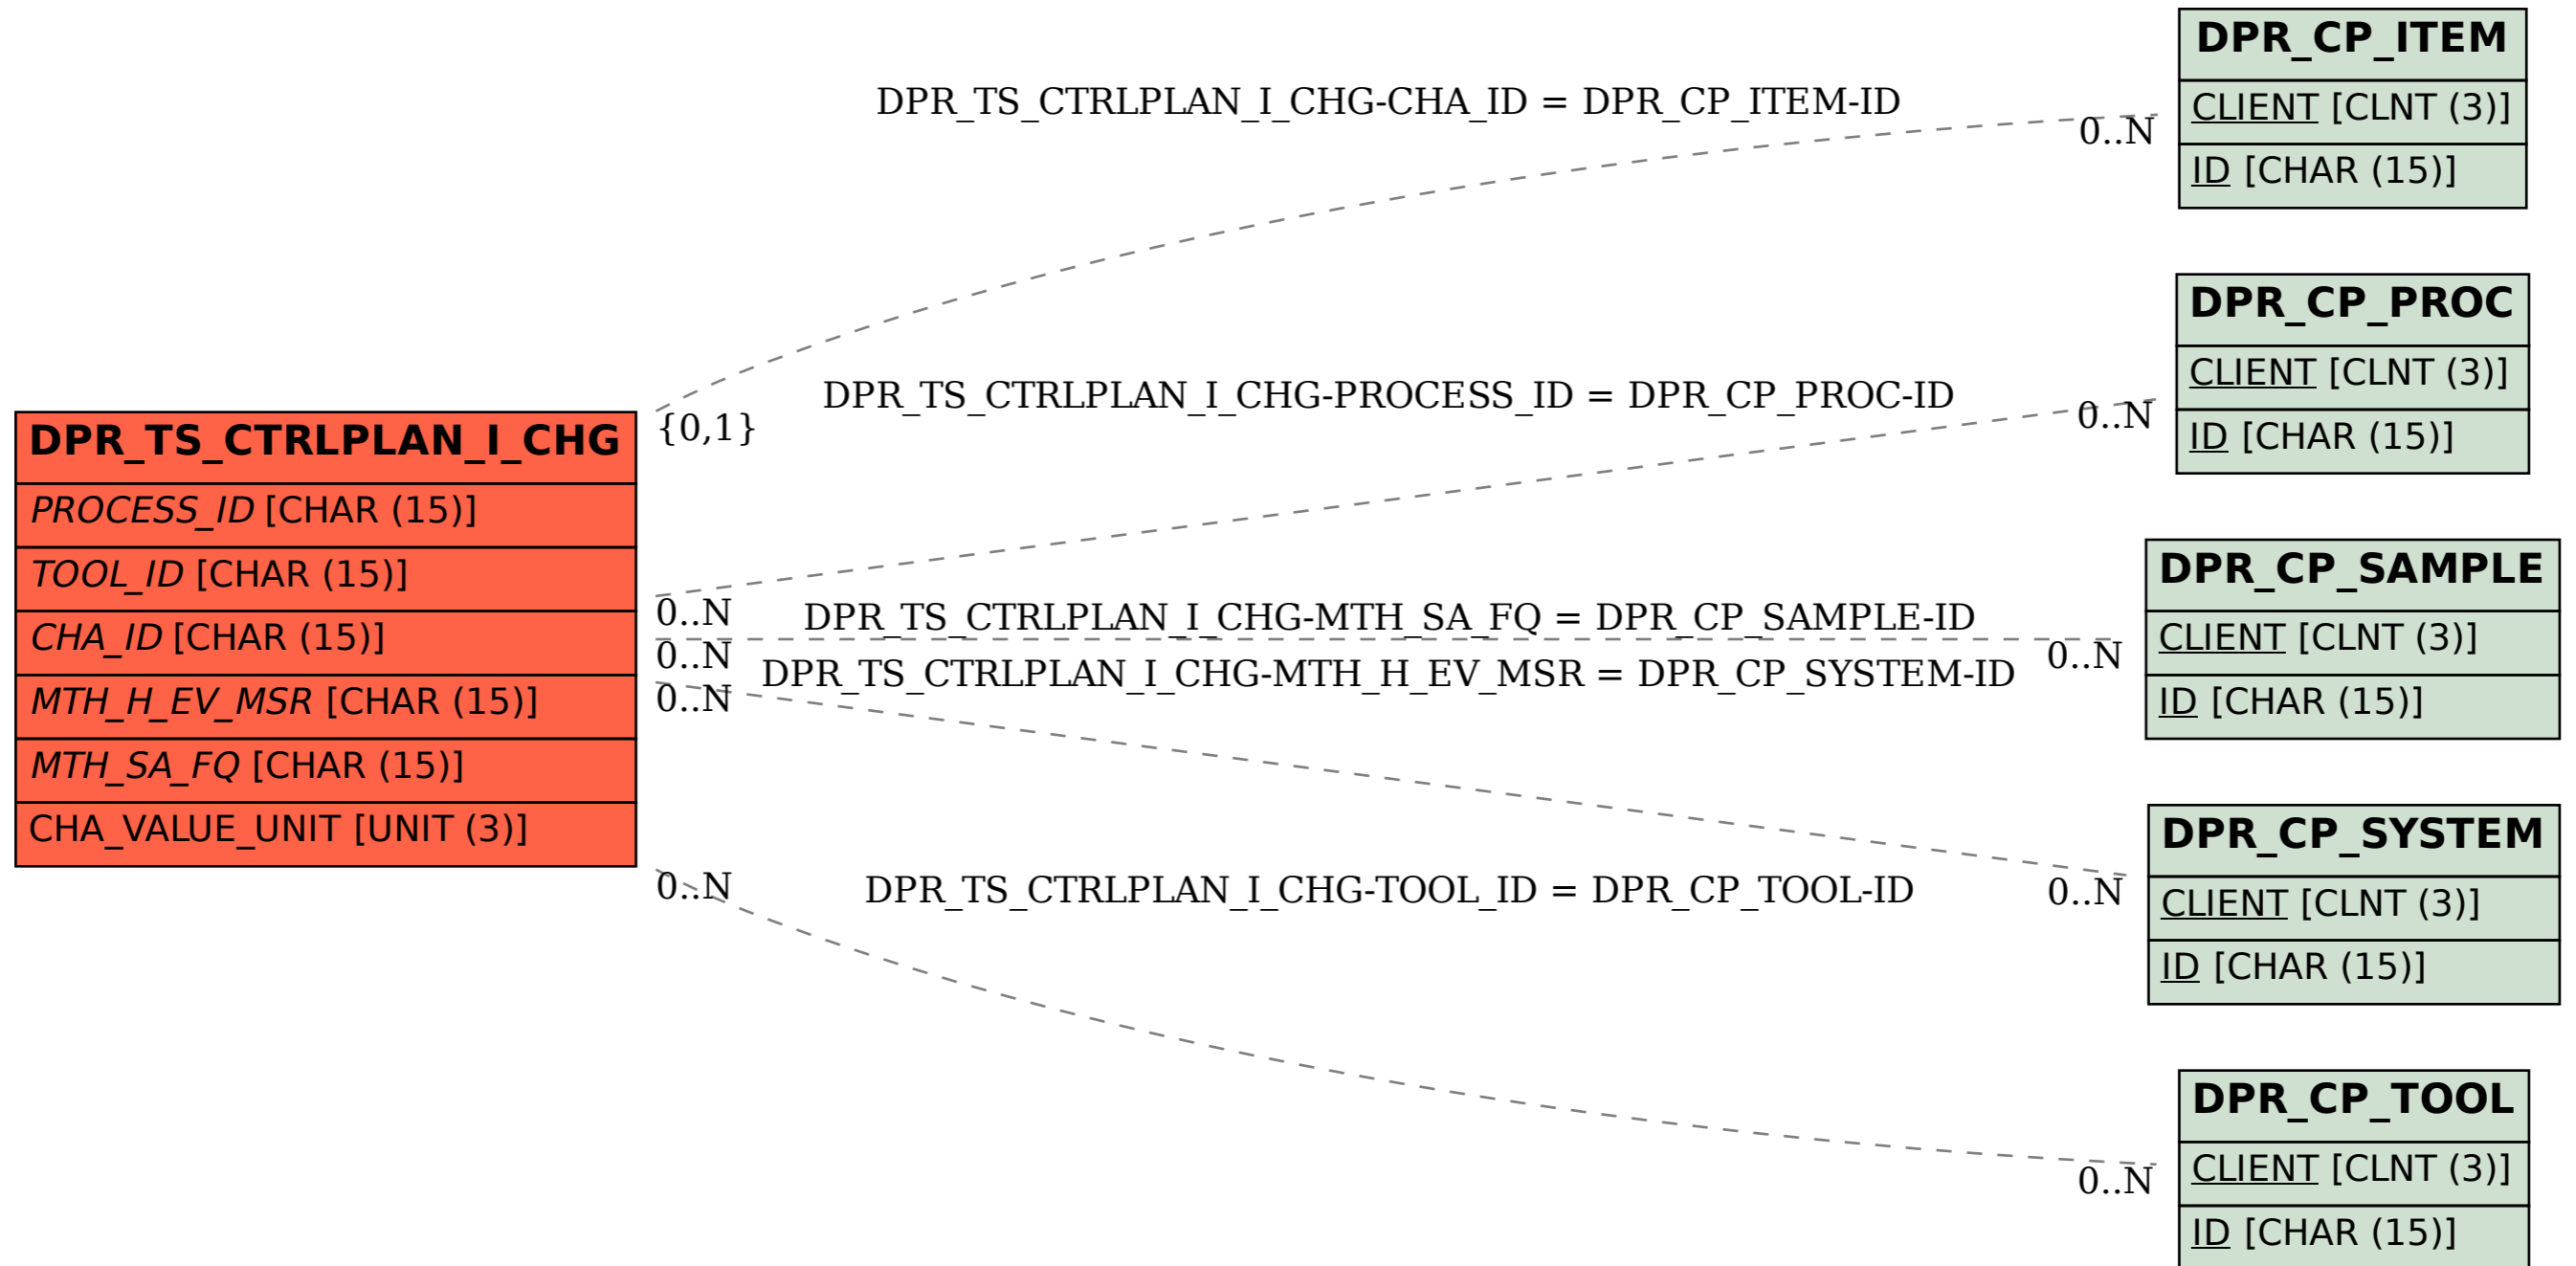 DPR_CP_ITEM
CLIENT [CLNT (3)]
ID [CHAR (15)]
DPR_TS_CTRLPLAN_I_CHG-CHA_ID = DPR_CP_ITEM-ID
0..N
{0,1}
DPR_CP_PROC
CLIENT [CLNT (3)]
ID [CHAR (15)]
DPR_TS_CTRLPLAN_I_CHG-PROCESS_ID = DPR_CP_PROC-ID
0..N
0..N
DPR_TS_CTRLPLAN_I_CHG
PROCESS_ID [CHAR (15)]
TOOL_ID [CHAR (15)]
CHA_ID [CHAR (15)]
MTH_H_EV_MSR [CHAR (15)]
MTH_SA_FQ [CHAR (15)]
CHA_VALUE_UNIT [UNIT (3)]
DPR_TS_CTRLPLAN_I_CHG-MTH_SA_FQ = DPR_CP_SAMPLE-ID
0..N
0..N
DPR_CP_SAMPLE
CLIENT [CLNT (3)]
ID [CHAR (15)]
DPR_TS_CTRLPLAN_I_CHG-MTH_H_EV_MSR = DPR_CP_SYSTEM-ID
0..N
0..N
DPR_CP_SYSTEM
CLIENT [CLNT (3)]
ID [CHAR (15)]
DPR_TS_CTRLPLAN_I_CHG-TOOL_ID = DPR_CP_TOOL-ID
0..N
0..N
DPR_CP_TOOL
CLIENT [CLNT (3)]
ID [CHAR (15)]